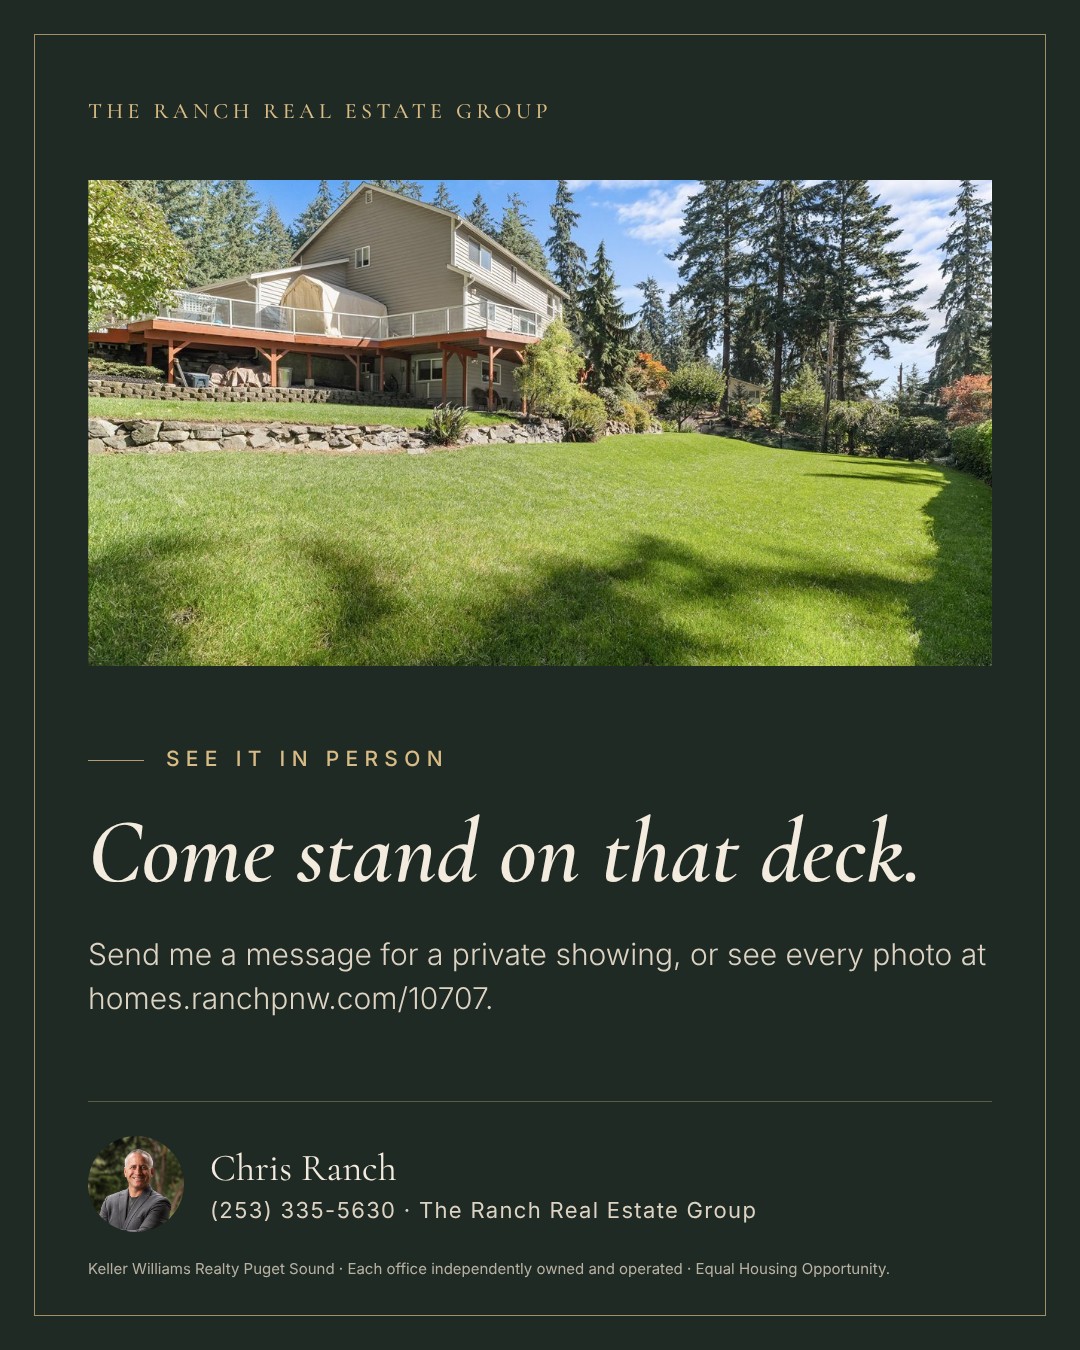 THE RANCH REAL ESTATE GROUP
SEE IT IN PERSON
Come stand on that deck.
Send me a message for a private showing, or see every photo at
homes.ranchpnw.com/10707.
Chris Ranch
(253) 335-5630 · The Ranch Real Estate Group
Keller Williams Realty Puget Sound · Each office independently owned and operated · Equal Housing Opportunity.